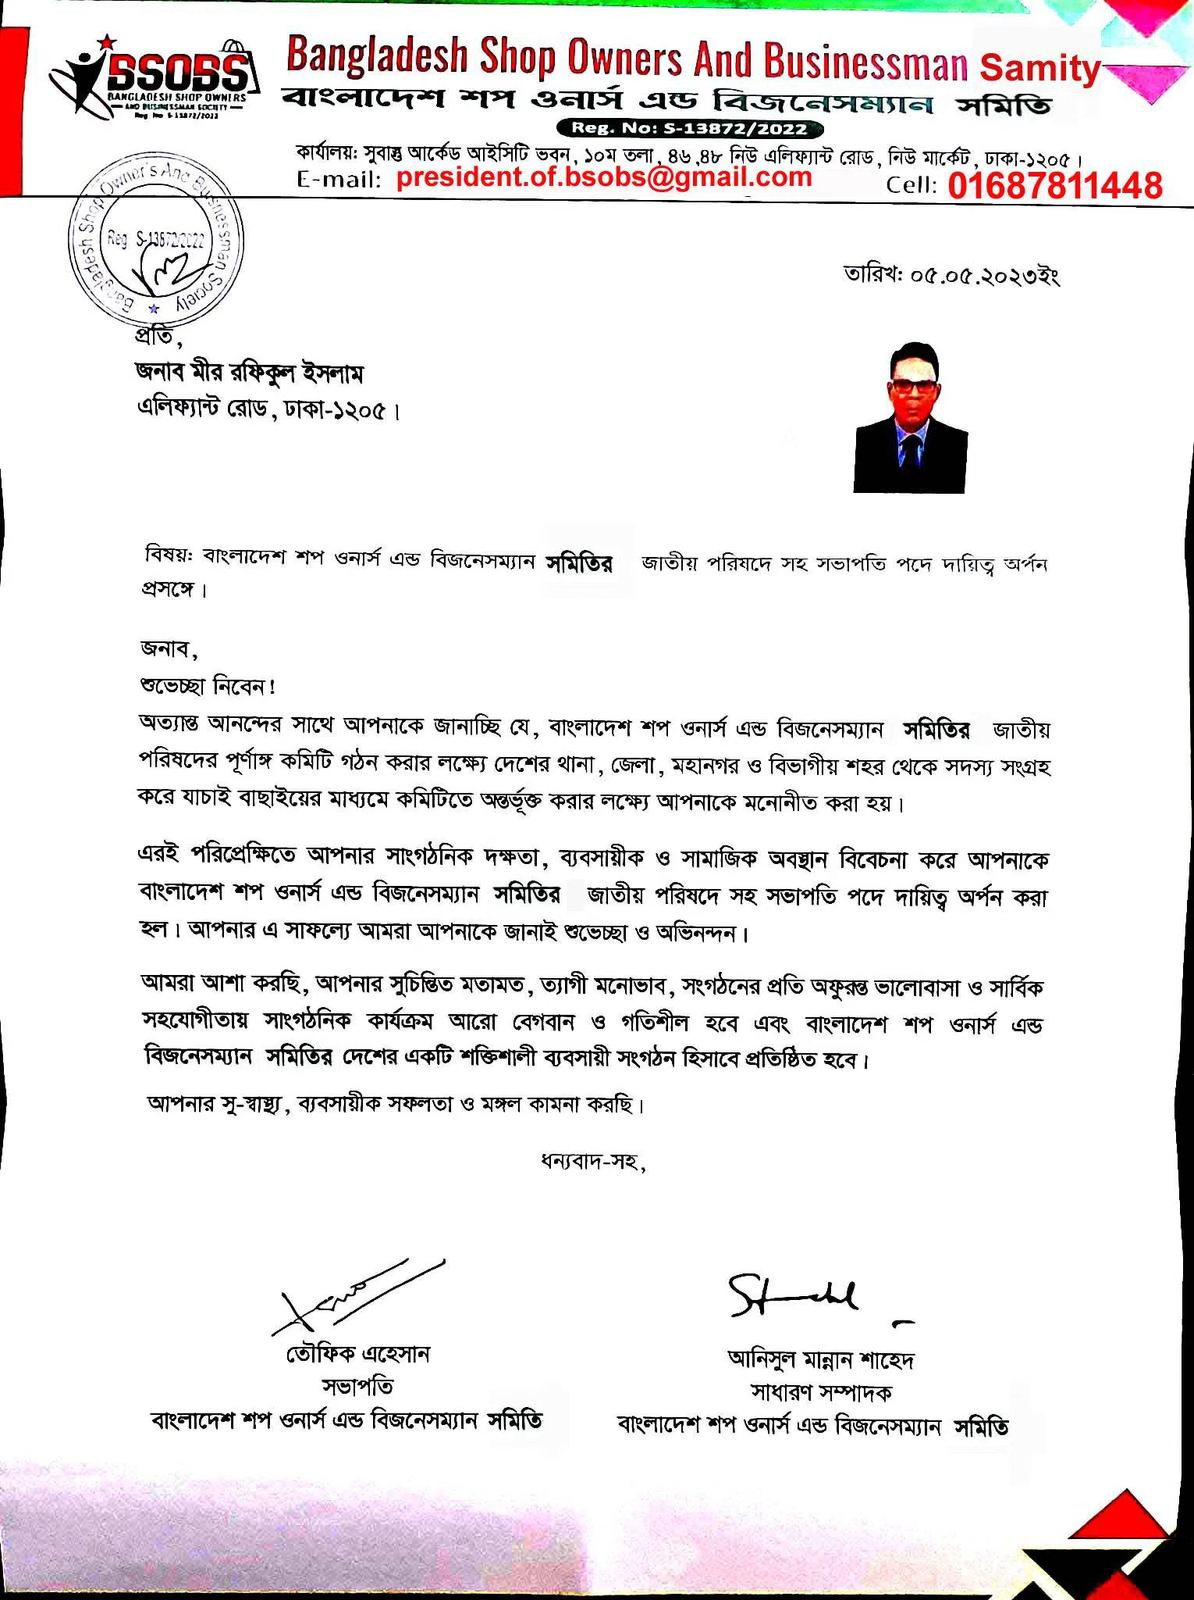 BSOBS
BANGLADESH SHOP OWNERS
AND BUSINESSMAN SOCIETY
Reg. No S-13872/2022
Bangladesh Shop Owners And Businessman Samity
বাংলাদেশ শপ ওনার্স এন্ড বিজনেসম্যান সমিতি
Reg. No: S-13872/2022
কার্যালয়: সুবাস্তু আর্কেড আইসিটি ভবন, ১০ম তলা, ৪৬,৪৮ নিউ এলিফ্যান্ট রোড, নিউ মার্কেট, ঢাকা-১২০৫।
E-mail: president.of.bsobs@gmail.com Cell: 01687811448
Bangladesh Shop Owner's And Businessman Society
Reg S-13872/2022
তারিখ: ০৫.০৫.২০২৩ইং
প্রতি,
জনাব মীর রফিকুল ইসলাম
এলিফ্যান্ট রোড, ঢাকা-১২০৫।
বিষয়: বাংলাদেশ শপ ওনার্স এন্ড বিজনেসম্যান সমিতির জাতীয় পরিষদে সহ সভাপতি পদে দায়িত্ব অর্পন
প্রসঙ্গে।
জনাব,
শুভেচ্ছা নিবেন!
অত্যান্ত আনন্দের সাথে আপনাকে জানাচ্ছি যে, বাংলাদেশ শপ ওনার্স এন্ড বিজনেসম্যান সমিতির জাতীয়
পরিষদের পূর্ণাঙ্গ কমিটি গঠন করার লক্ষ্যে দেশের থানা, জেলা, মহানগর ও বিভাগীয় শহর থেকে সদস্য সংগ্রহ
করে যাচাই বাছাইয়ের মাধ্যমে কমিটিতে অন্তর্ভূক্ত করার লক্ষ্যে আপনাকে মনোনীত করা হয়।
এরই পরিপ্রেক্ষিতে আপনার সাংগঠনিক দক্ষতা, ব্যবসায়ীক ও সামাজিক অবস্থান বিবেচনা করে আপনাকে
বাংলাদেশ শপ ওনার্স এন্ড বিজনেসম্যান সমিতির জাতীয় পরিষদে সহ সভাপতি পদে দায়িত্ব অর্পন করা
হল। আপনার এ সাফল্যে আমরা আপনাকে জানাই শুভেচ্ছা ও অভিনন্দন।
আমরা আশা করছি, আপনার সুচিন্তিত মতামত, ত্যাগী মনোভাব, সংগঠনের প্রতি অফুরন্ত ভালোবাসা ও সার্বিক
সহযোগীতায় সাংগঠনিক কার্যক্রম আরো বেগবান ও গতিশীল হবে এবং বাংলাদেশ শপ ওনার্স এন্ড
বিজনেসম্যান সমিতির দেশের একটি শক্তিশালী ব্যবসায়ী সংগঠন হিসাবে প্রতিষ্ঠিত হবে।
আপনার সু-স্বাস্থ্য, ব্যবসায়ীক সফলতা ও মঙ্গল কামনা করছি।
ধন্যবাদ-সহ,
তৌফিক এহেসান
সভাপতি
বাংলাদেশ শপ ওনার্স এন্ড বিজনেসম্যান সমিতি
আনিসুল মান্নান শাহেদ
সাধারণ সম্পাদক
বাংলাদেশ শপ ওনার্স এন্ড বিজনেসম্যান সমিতি